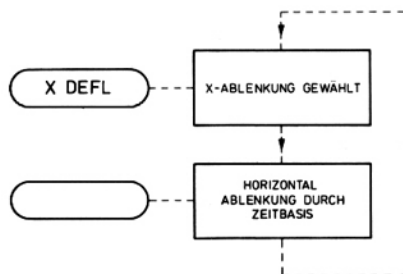 X DEFL
X-ABLENKUNG GEWÄHLT
HORIZONTAL
ABLENKUNG DURCH
ZEITBASIS